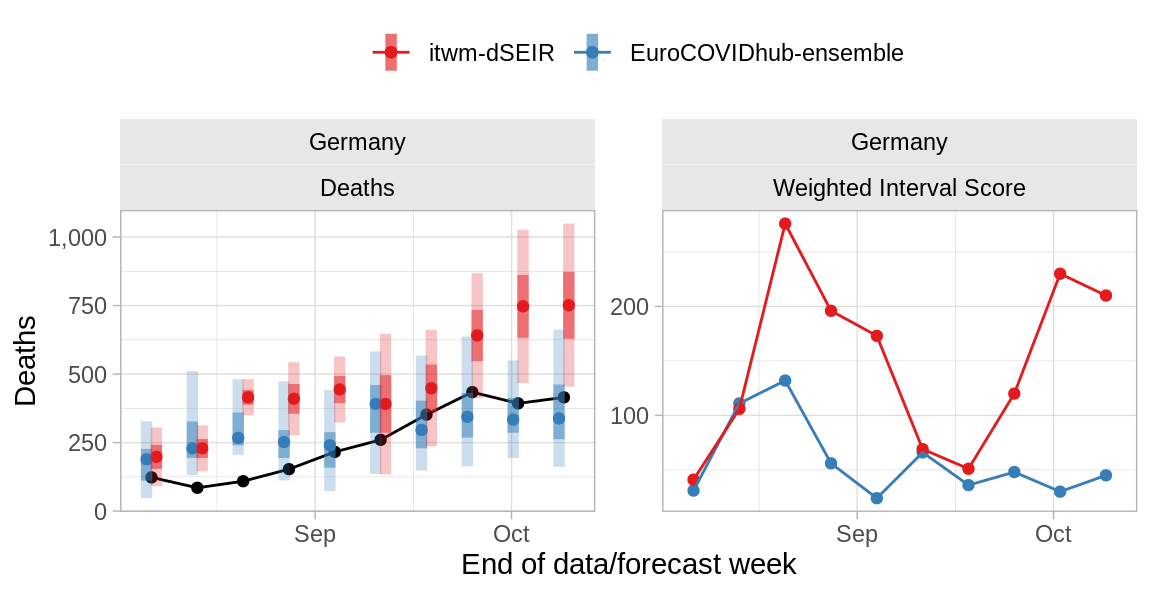 itwm-dSEIR EuroCOVIDhub-ensemble
Germany Germany
Deaths Weighted Interval Score
Deaths
1,000
750
500
250
0
200
100
Sep Oct Sep Oct
End of data/forecast week